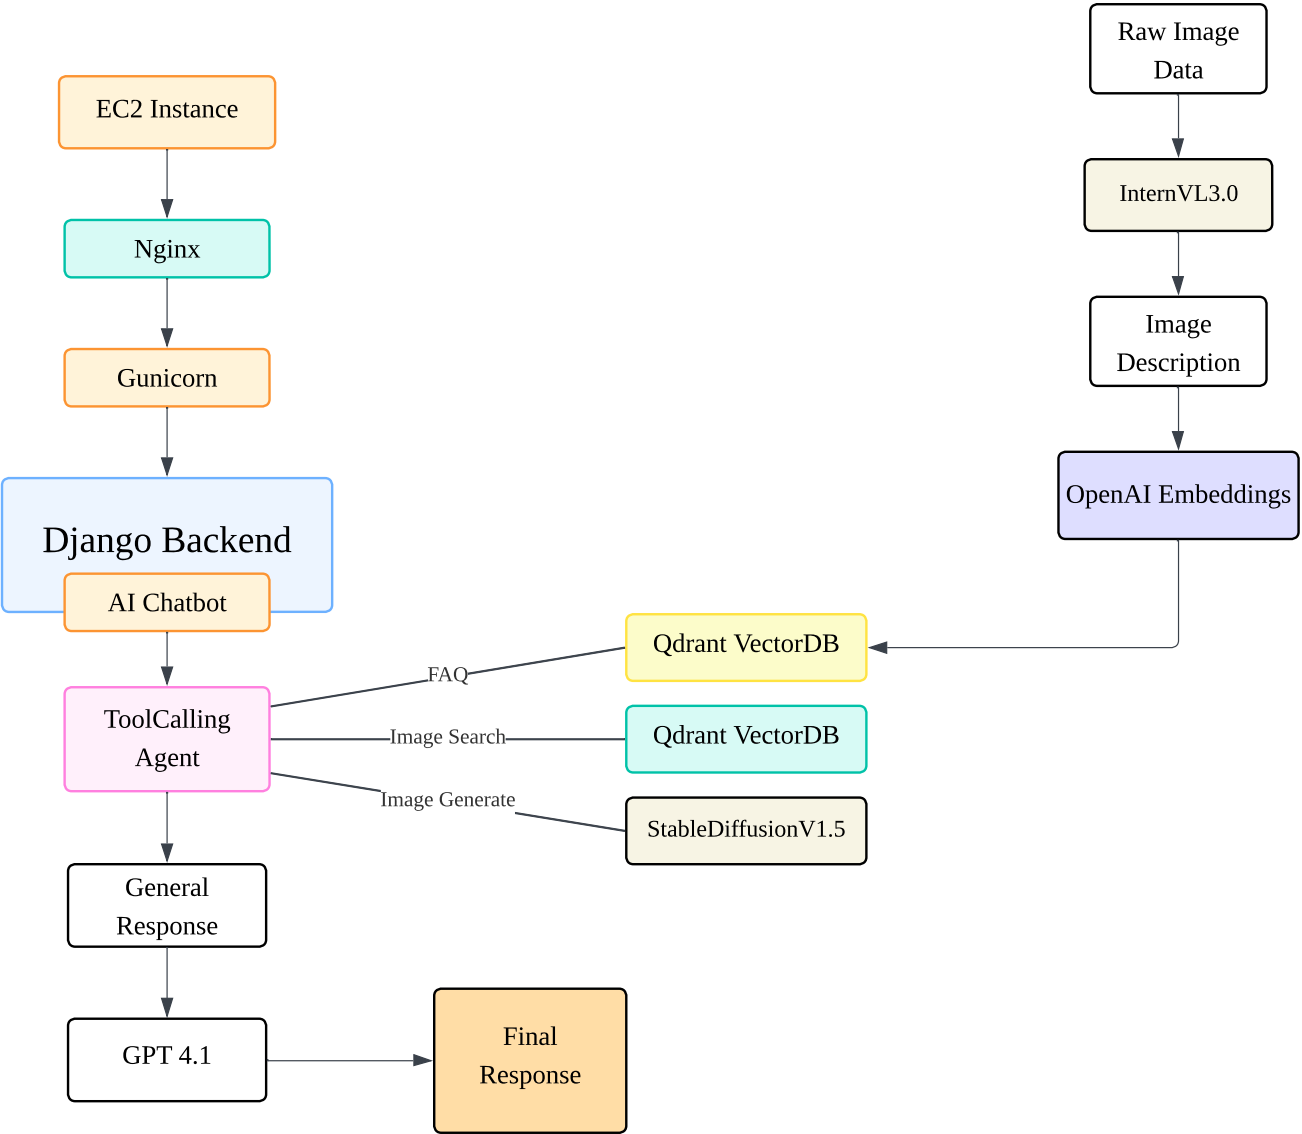 Raw Image
Data
EC2 Instance
InternVL3.0
Nginx
Image
Description
Gunicorn
OpenAI Embeddings
Django Backend
AI Chatbot
Qdrant VectorDB
FAQ
ToolCalling
Agent
Image Search
Qdrant VectorDB
Image Generate
StableDiffusionV1.5
General
Response
GPT 4.1
Final
Response